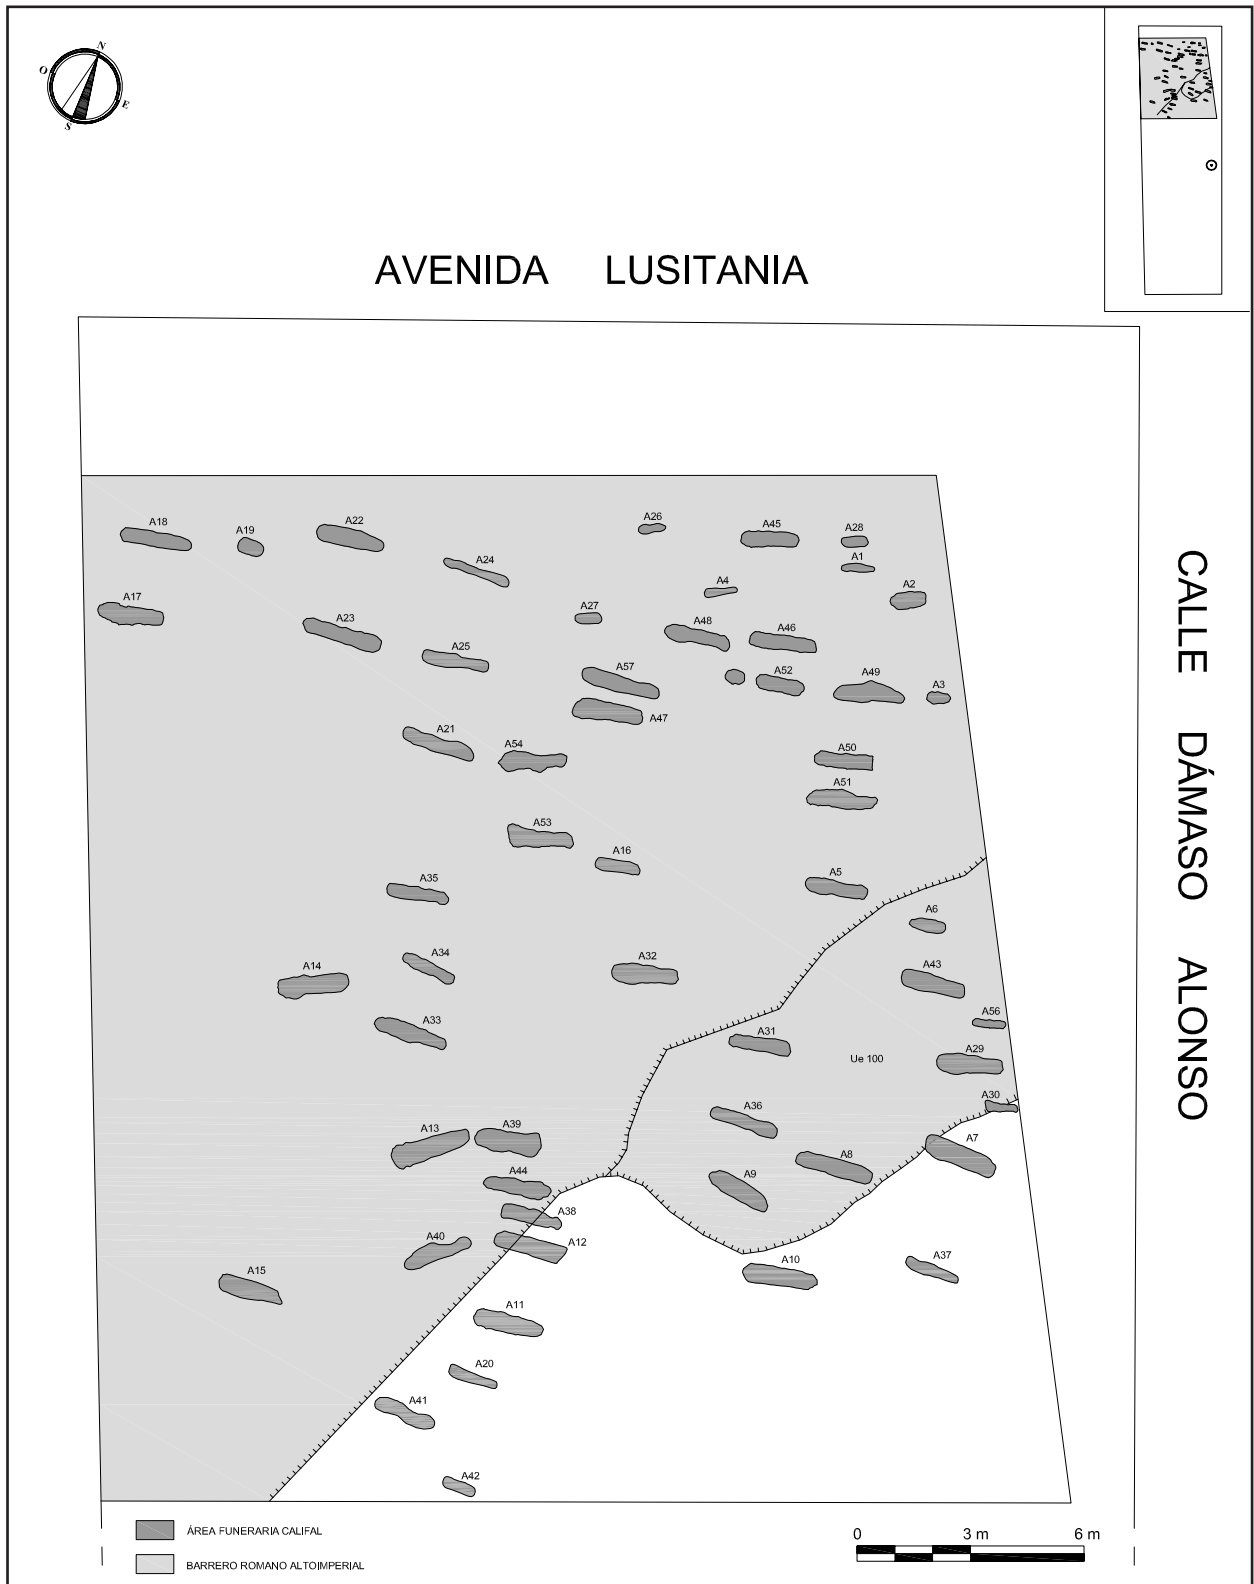 N
O
E
S
AVENIDA LUSITANIA
CALLE DÁMASO ALONSO
A18
A19
A22
A24
A26
A45
A28
A1
A4
A2
A17
A23
A25
A27
A48
A46
A57
A52
A49
A3
A47
A21
A54
A50
A51
A53
A16
A35
A5
A6
A34
A14
A32
A43
A33
A56
A31
Ue 100
A29
A30
A36
A13
A39
A7
A8
A44
A9
A38
A40
A12
A10
A37
A15
A11
A20
A41
A42
ÁREA FUNERARIA CALIFAL
BARRERO ROMANO ALTOIMPERIAL
0 3 m 6 m